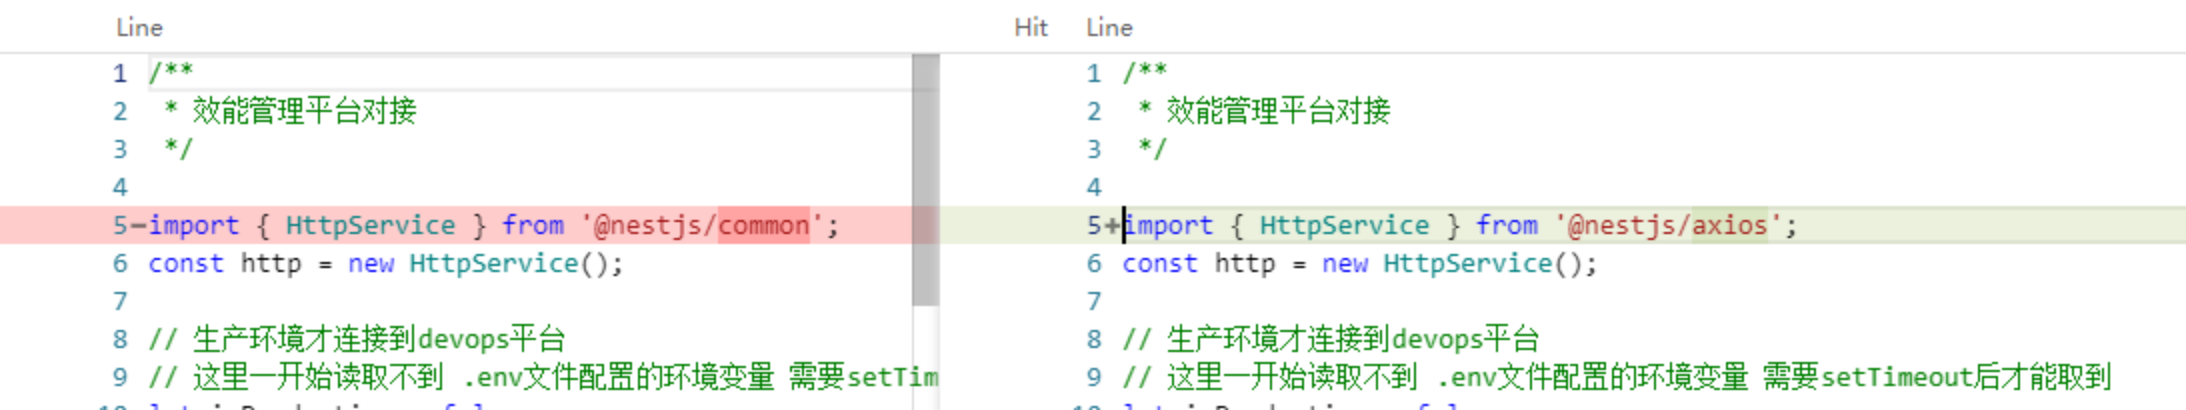 Line
1 /**
2  * 效能管理平台对接
3  */
4
5−import { HttpService } from '@nestjs/common';
6 const http = new HttpService();
7
8 // 生产环境才连接到devops平台
9 // 这里一开始读取不到 .env文件配置的环境变量 需要setTim
Hit Line
1 /**
2  * 效能管理平台对接
3  */
4
5+import { HttpService } from '@nestjs/axios';
6 const http = new HttpService();
7
8 // 生产环境才连接到devops平台
9 // 这里一开始读取不到 .env文件配置的环境变量 需要setTimeout后才能取到